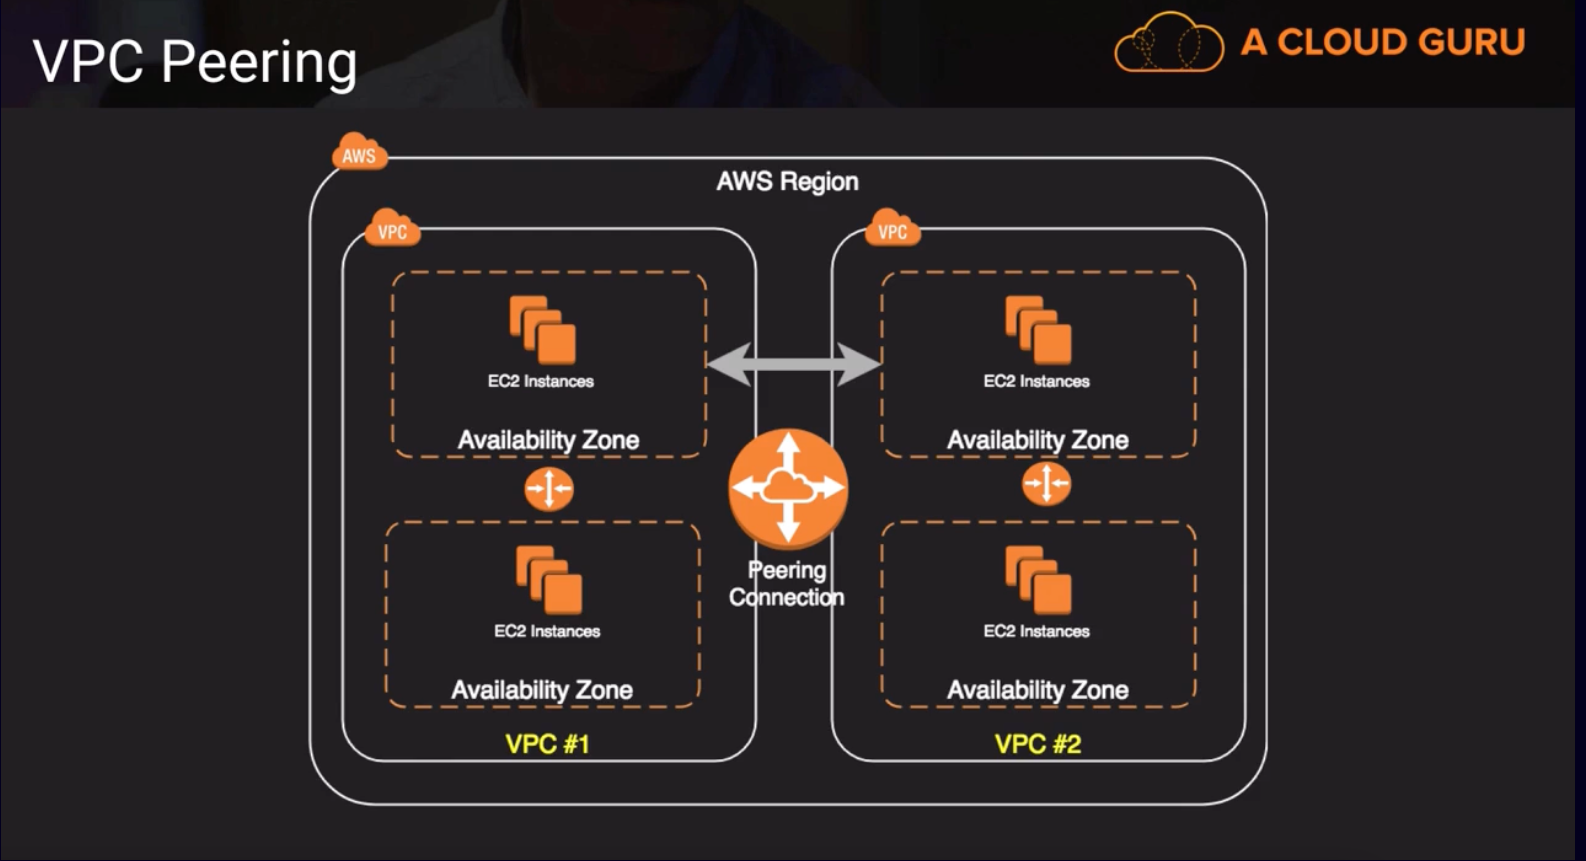 VPC Peering
A CLOUD GURU
AWS
AWS Region
VPC
VPC
EC2 Instances
EC2 Instances
Availability Zone
Availability Zone
Peering
Connection
EC2 Instances
EC2 Instances
Availability Zone
Availability Zone
VPC #1
VPC #2